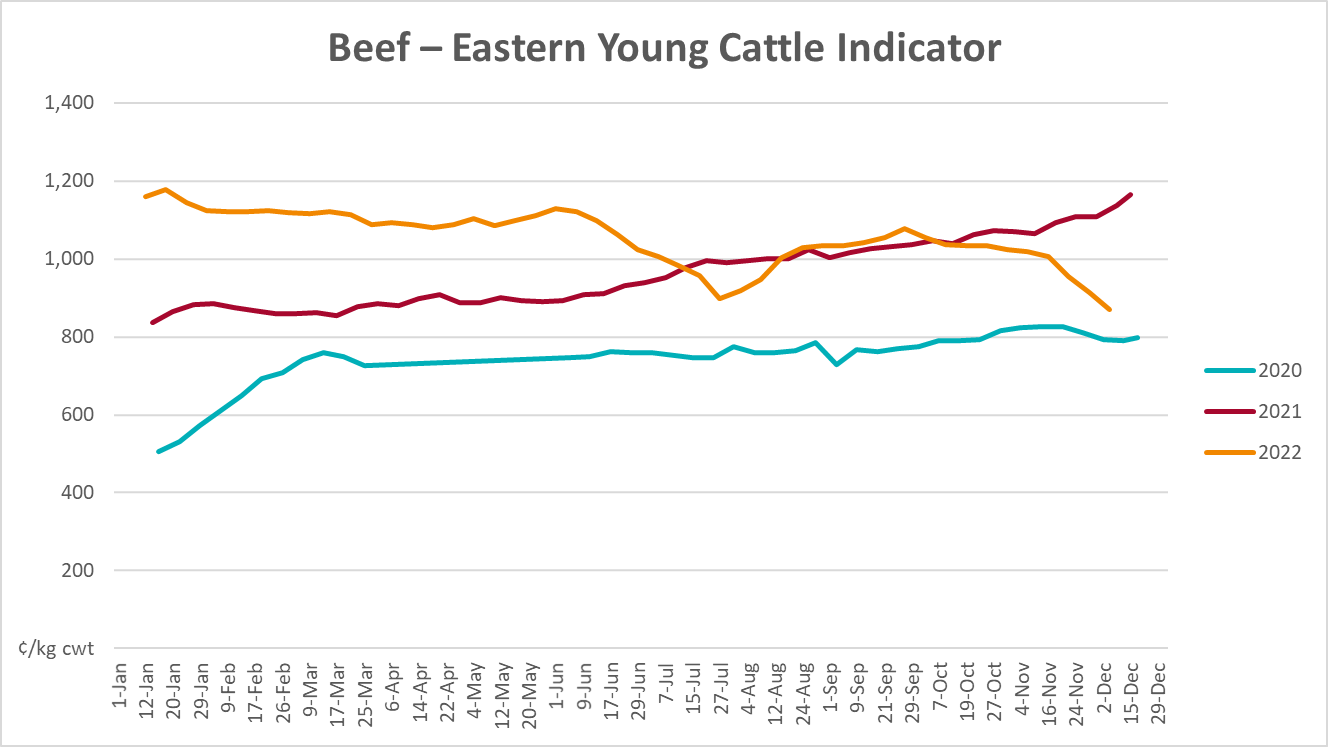 Beef – Eastern Young Cattle Indicator
1,400
1,200
1,000
800
600
400
200
¢/kg cwt
1-Jan
12-Jan
20-Jan
29-Jan
9-Feb
17-Feb
26-Feb
9-Mar
17-Mar
25-Mar
6-Apr
14-Apr
22-Apr
4-May
12-May
20-May
1-Jun
9-Jun
17-Jun
29-Jun
7-Jul
15-Jul
27-Jul
4-Aug
12-Aug
24-Aug
1-Sep
9-Sep
21-Sep
29-Sep
7-Oct
19-Oct
27-Oct
4-Nov
16-Nov
24-Nov
2-Dec
15-Dec
29-Dec
2020
2021
2022